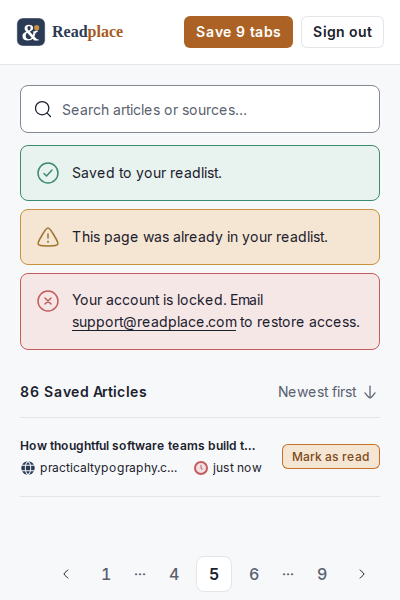 & Readplace
Save 9 tabs
Sign out
Search articles or sources...
Saved to your readlist.
This page was already in your readlist.
Your account is locked. Email
support@readplace.com to restore access.
86 Saved Articles
Newest first
How thoughtful software teams build t...
practicaltypography.c...
just now
Mark as read
1 ... 4 5 6 ... 9